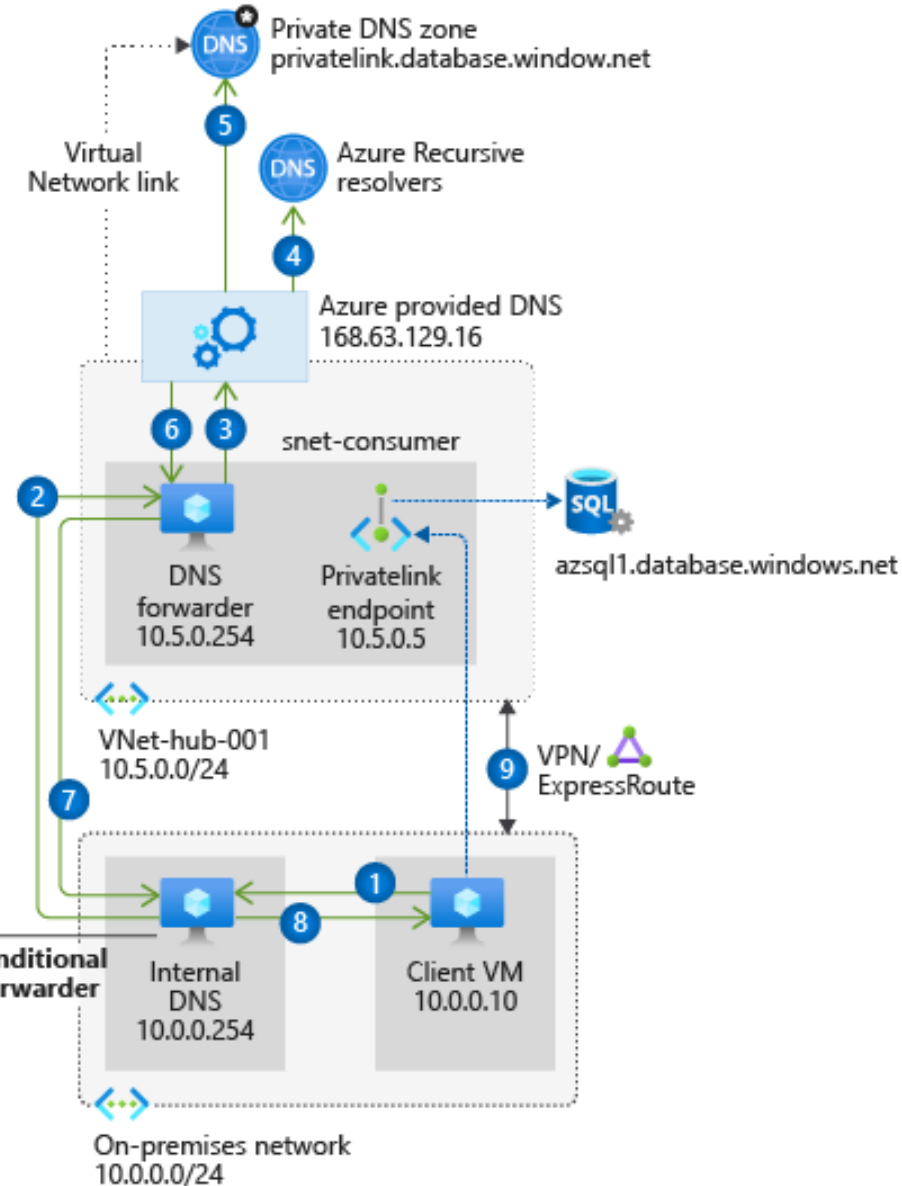 DNS
Private DNS zone
privatelink.database.window.net
5
Virtual
Network link
DNS
Azure Recursive
resolvers
4
Azure provided DNS
168.63.129.16
6
3
snet-consumer
2
SQL
azsql1.database.windows.net
DNS
forwarder
10.5.0.254
Privatelink
endpoint
10.5.0.5
VNet-hub-001
10.5.0.0/24
9
VPN/
ExpressRoute
7
1
8
nditional
rwarder
Internal
DNS
10.0.0.254
Client VM
10.0.0.10
On-premises network
10.0.0.0/24